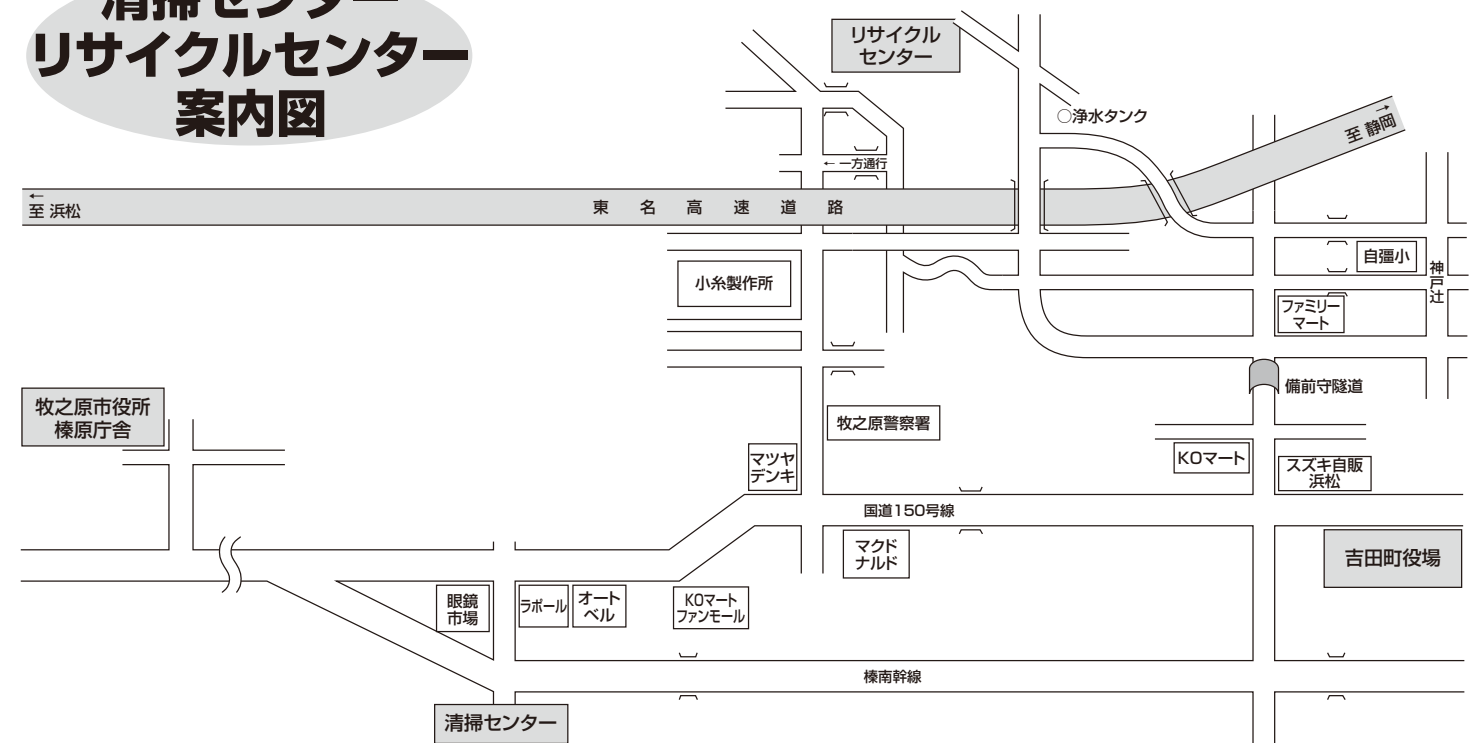 清掃センター
リサイクルセンター
案内図
リサイクル
センター
○浄水タンク
→
至 静岡
← 一方通行
←
至 浜松
東名高速道路
小糸製作所
自彊小
神戸辻
ファミリー
マート
備前守隧道
牧之原市役所
榛原庁舎
牧之原警察署
マツヤ
デンキ
KOマート
スズキ自販
浜松
国道150号線
マクド
ナルド
吉田町役場
眼鏡
市場
ラポール
オート
ベル
KOマート
ファンモール
榛南幹線
清掃センター